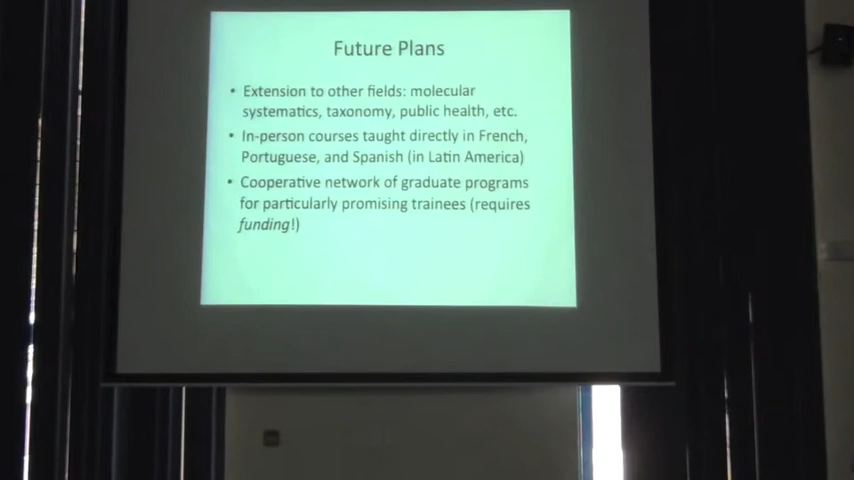 Future Plans
• Extension to other fields: molecular
systematics, taxonomy, public health, etc.
• In-person courses taught directly in French,
Portuguese, and Spanish (in Latin America)
• Cooperative network of graduate programs
for particularly promising trainees (requires
funding!)